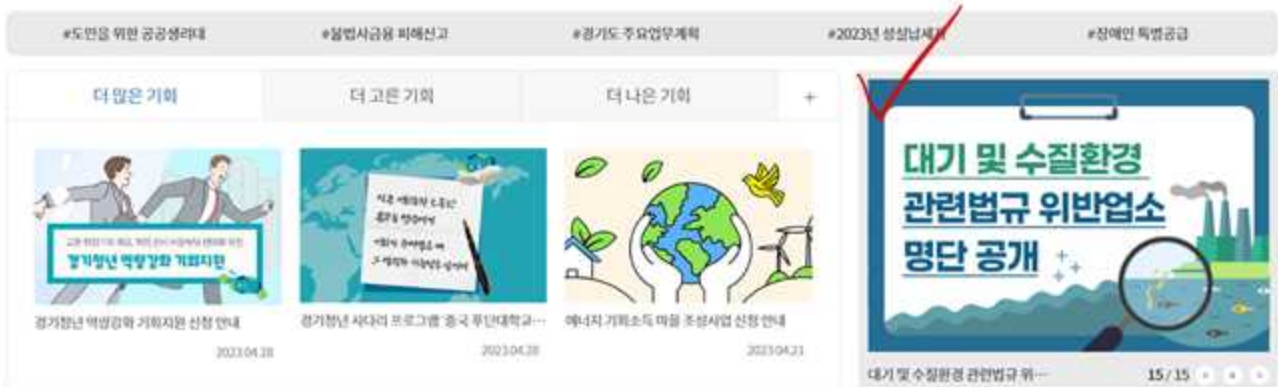 #도민을 위한 공공생리대
#불법사금융 피해신고
#경기도 주요업무계획
#2023년 성실납세자
#장애인 특별공급
더 많은 기회
더 고른 기회
더 나은 기회
+
경기청년 역량강화 기회지원
경기청년 역량강화 기회지원 신청 안내
2023.04.28
경기청년 사다리 프로그램 '중국 푸단대학교…
2023.04.28
에너지 기회소득 마을 조성사업 신청 안내
2023.04.21
대기 및 수질환경
관련법규 위반업소
명단 공개
대기 및 수질환경 관련법규 위…
15 / 15